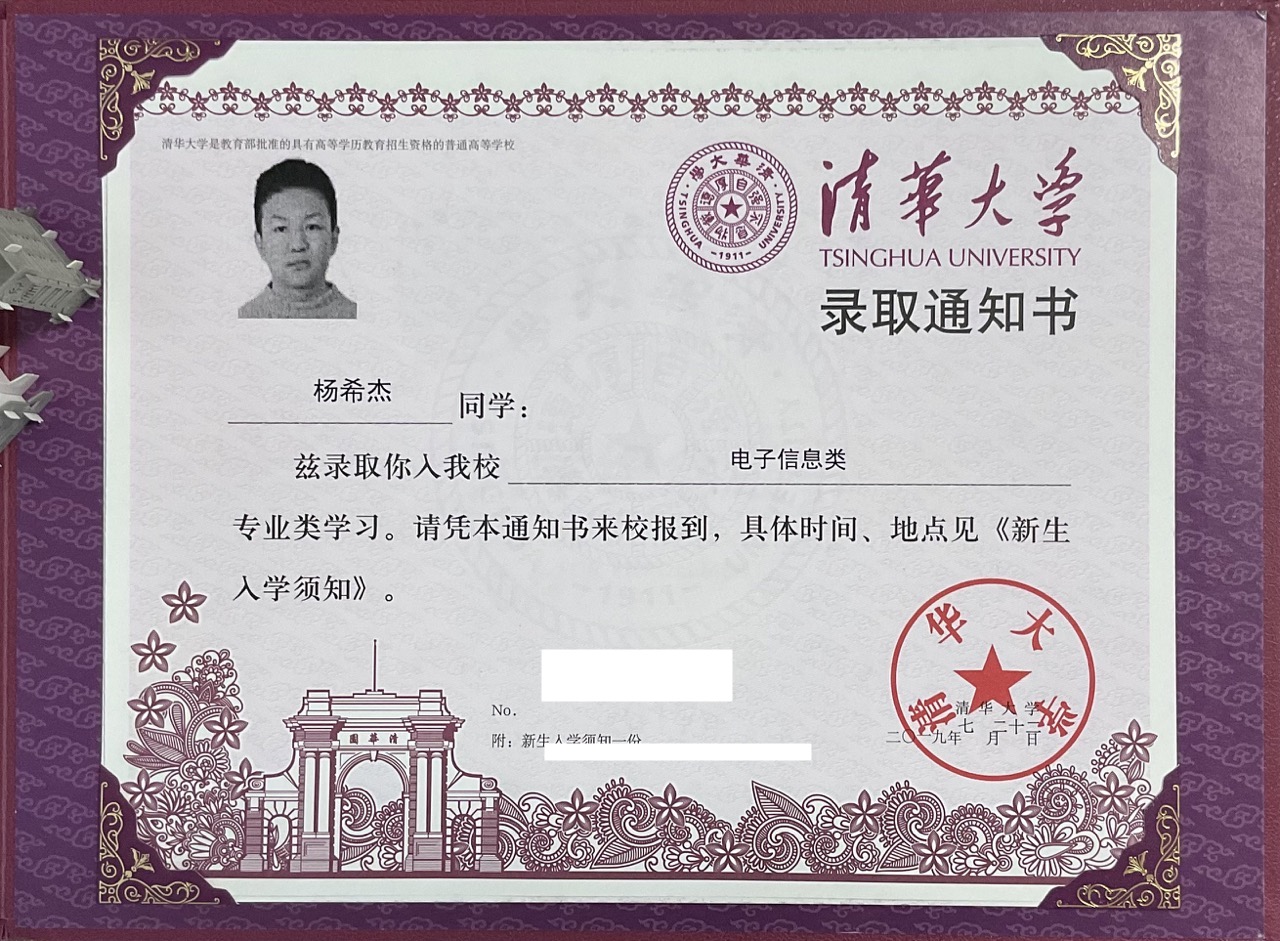 清华大学是教育部批准的具有高等学历教育招生资格的普通高等学校
學大華清
TSINGHUA UNIVERSITY
自强不息
厚德載物
-1911-
清華大学
TSINGHUA UNIVERSITY
录取通知书
杨希杰 同学：
兹录取你入我校 电子信息类
专业类学习。请凭本通知书来校报到，具体时间、地点见《新生
入学须知》。
-1911-
園華清
No.
附：新生入学须知一份
清华大学
清华大学
二〇一九年七月二十二日